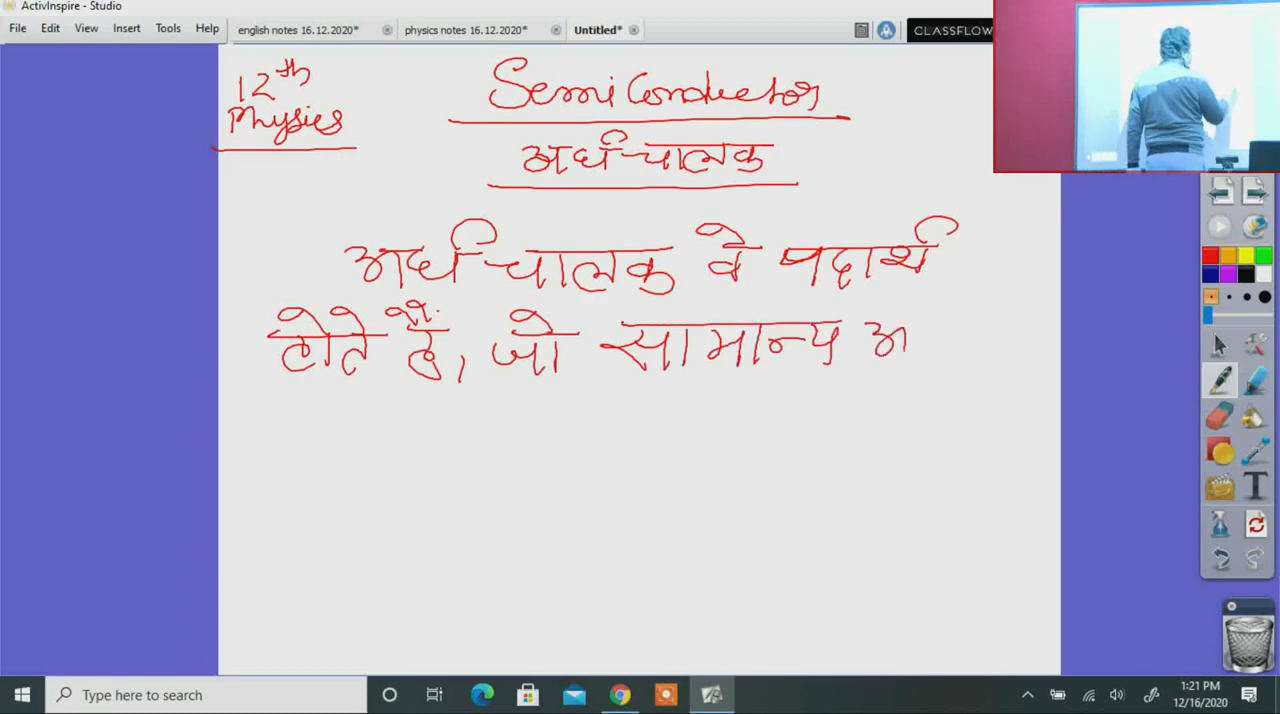 ActivInspire - Studio
File Edit View Insert Tools Help
english notes 16.12.2020*
physics notes 16.12.2020*
Untitled*
CLASSFLOW
12th
Physics
SemiConductor
अर्धचालक
अर्धचालक वे पदार्थ
होते हैं, जो सामान्य अ
T
Type here to search
1:21 PM
12/16/2020